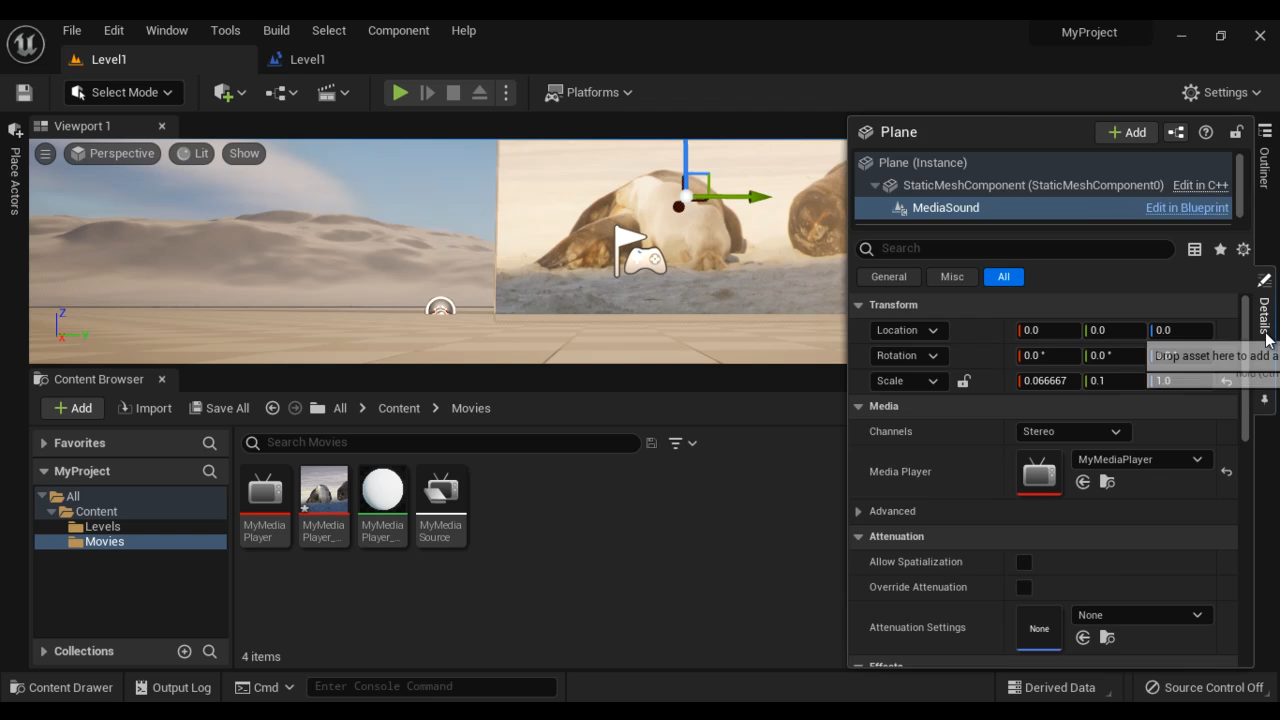 File Edit Window Tools Build Select Component Help
MyProject
Level1
Level1
Select Mode
Platforms
Settings
Viewport 1
Place Actors
Perspective
Lit
Show
Z
X
Y
Plane
Add
Plane (Instance)
StaticMeshComponent (StaticMeshComponent0) Edit in C++
MediaSound Edit in Blueprint
Search
General
Misc
All
Transform
Location 0.0 0.0 0.0
Rotation 0.0 ° 0.0 °
Drop asset here to add a
Scale 0.066667 0.1 1.0
Media
Channels Stereo
Media Player MyMediaPlayer
Advanced
Attenuation
Allow Spatialization
Override Attenuation
Attenuation Settings None
None
Effects
Outliner
Details
Content Browser
Add
Import
Save All
All
Content
Movies
Favorites
Search Movies
MyProject
All
Content
Levels
Movies
MyMedia
Player
MyMedia
Player_...
MyMedia
Player_...
MyMedia
Source
Collections
4 items
Content Drawer
Output Log
Cmd
Enter Console Command
Derived Data
Source Control Off